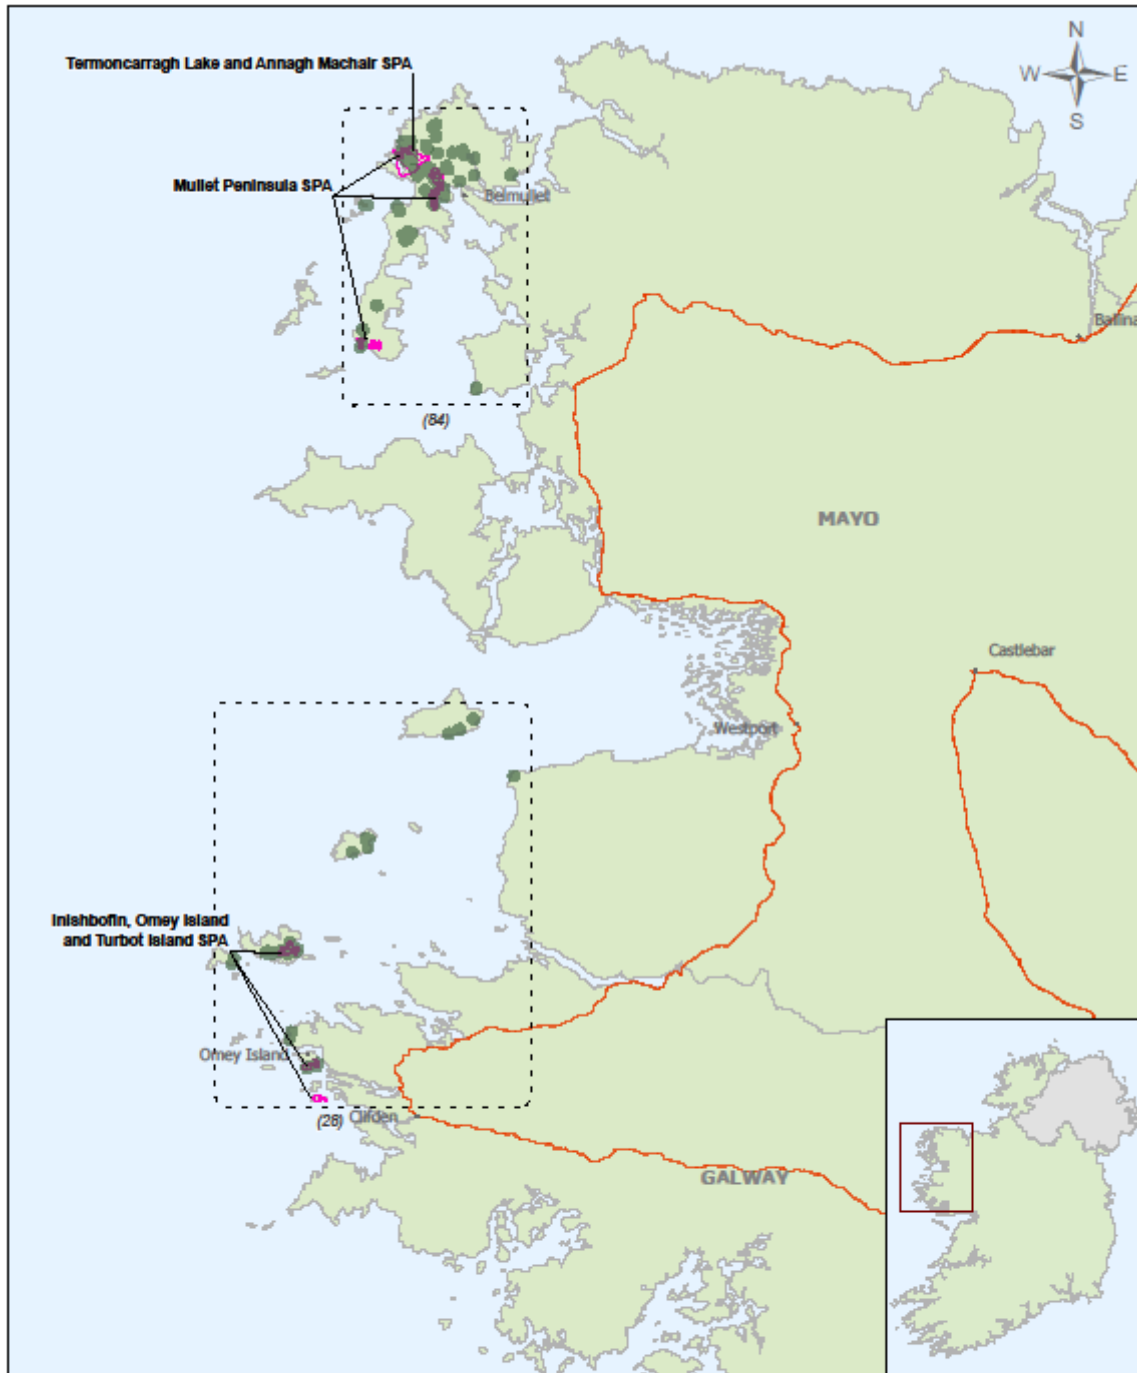 N
W E
S
Termoncarragh Lake and Annagh Machair SPA
Mullet Peninsula SPA
Belmullet
Ballina
(84)
MAYO
Castlebar
Westport
Inishbofin, Omey Island
and Turbot Island SPA
Omey Island
(26)
Clifden
GALWAY